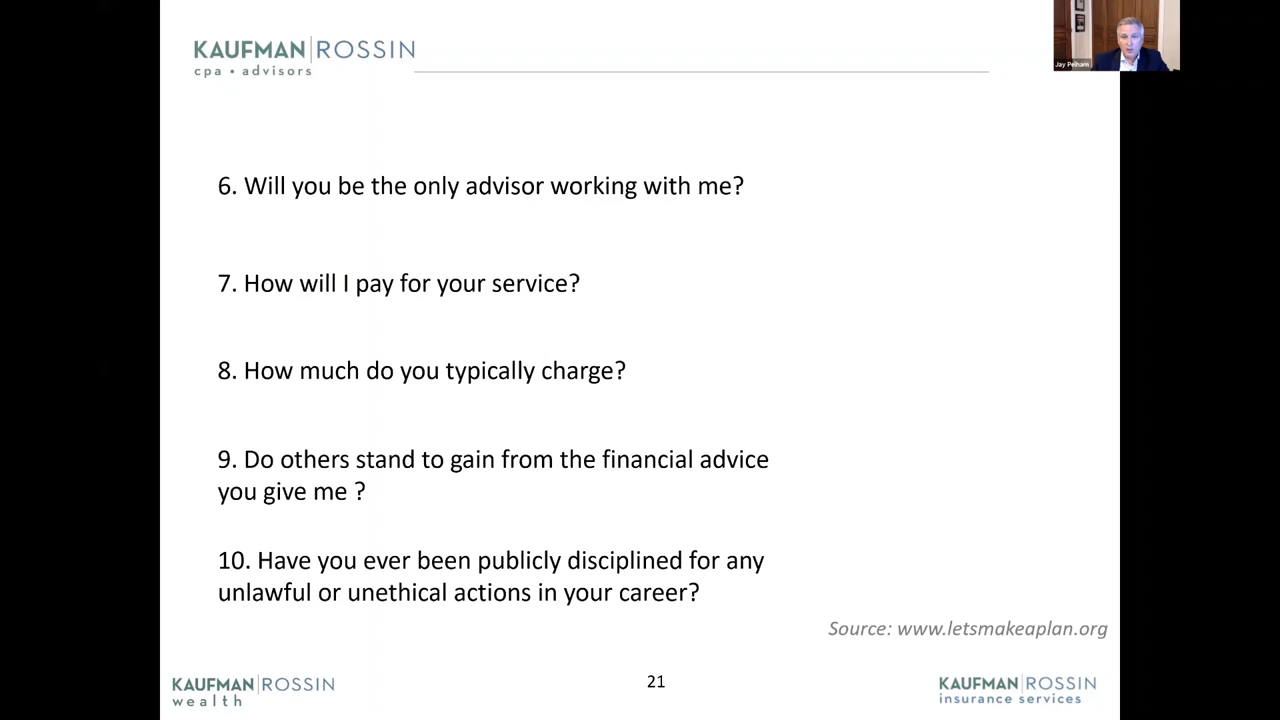 KAUFMAN|ROSSIN
cpa • advisors
Jay Pelham
6. Will you be the only advisor working with me?
7. How will I pay for your service?
8. How much do you typically charge?
9. Do others stand to gain from the financial advice
you give me ?
10. Have you ever been publicly disciplined for any
unlawful or unethical actions in your career?
Source: www.letsmakeaplan.org
KAUFMAN|ROSSIN
wealth
21
KAUFMAN|ROSSIN
insurance services